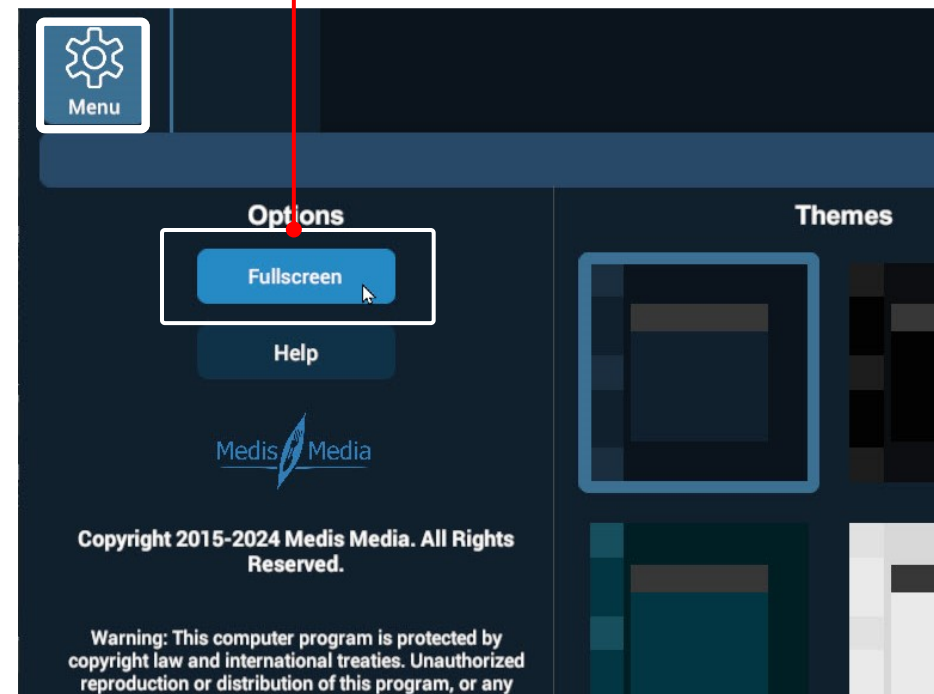 Menu
Options
Themes
Fullscreen
Help
Medis Media
Copyright 2015-2024 Medis Media. All Rights
Reserved.
Warning: This computer program is protected by
copyright law and international treaties. Unauthorized
reproduction or distribution of this program, or any